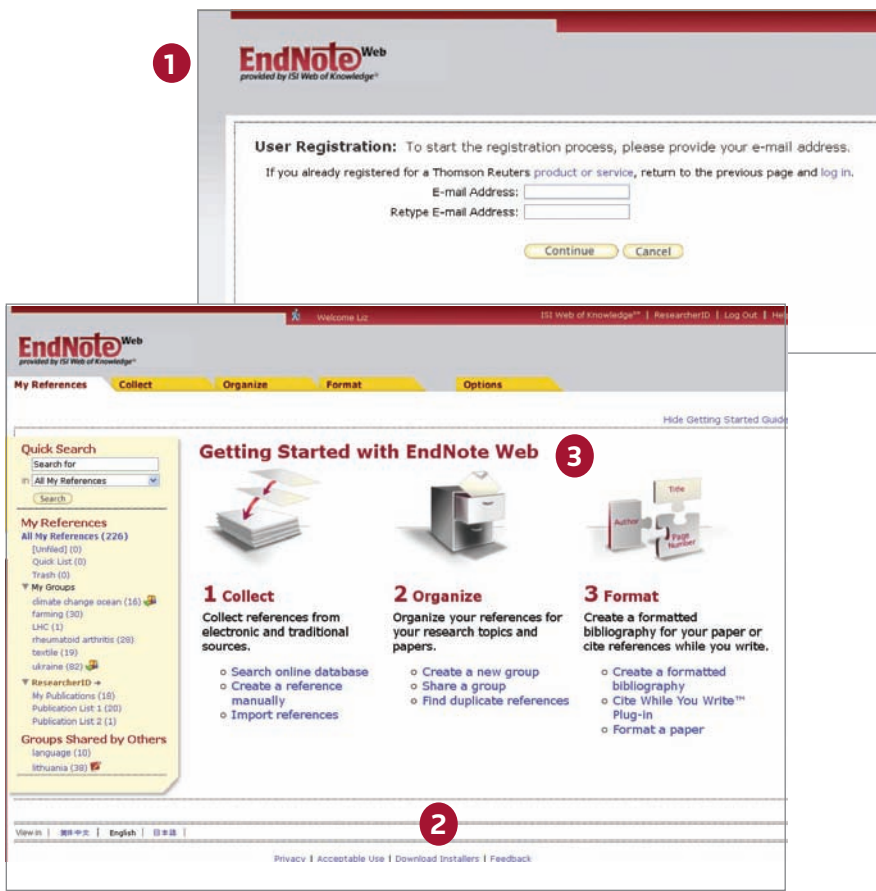 1
EndNote Web
provided by ISI Web of Knowledge℠
User Registration: To start the registration process, please provide your e-mail address.
If you already registered for a Thomson Reuters product or service, return to the previous page and log in.
E-mail Address:
Retype E-mail Address:
Continue Cancel
Welcome Liz ISI Web of Knowledge℠ | ResearcherID | Log Out | Help
EndNote Web
provided by ISI Web of Knowledge℠
My References Collect Organize Format Options
Hide Getting Started Guide
Quick Search
Search for
in All My References
Search
My References
All My References (226)
[Unfiled] (0)
Quick List (0)
Trash (0)
▼ My Groups
climate change ocean (16)
farming (30)
LHC (1)
rheumatoid arthritis (28)
textile (19)
ukraine (82)
▼ ResearcherID
My Publications (18)
Publication List 1 (20)
Publication List 2 (1)
Groups Shared by Others
language (10)
lithuania (38)
Getting Started with EndNote Web 3
1 Collect
Collect references from
electronic and traditional
sources.
Search online database
Create a reference
manually
Import references
2 Organize
Organize your references for
your research topics and
papers.
Create a new group
Share a group
Find duplicate references
Title
Author
Page
Number
3 Format
Create a formatted
bibliography for your paper or
cite references while you write.
Create a formatted
bibliography
Cite While You Write™
Plug-in
Format a paper
2
View in | 简体中文 | English | 日本語 |
Privacy | Acceptable Use | Download Installers | Feedback